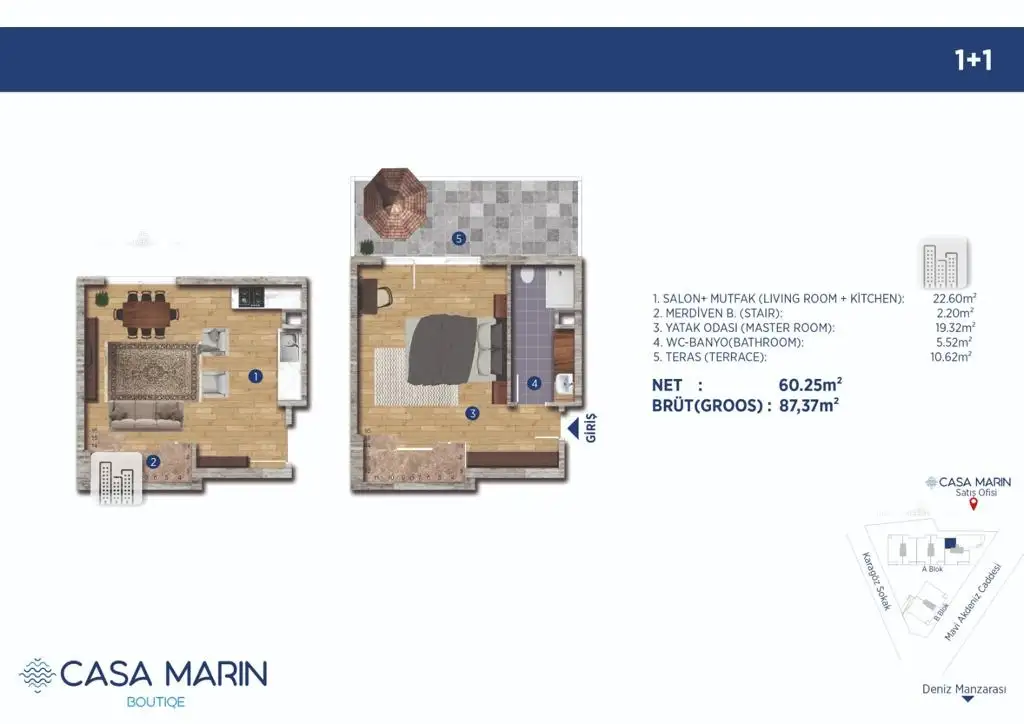 1+1
1. SALON+ MUTFAK (LIVING ROOM + KİTCHEN): 22.60m²
2. MERDİVEN B. (STAIR): 2.20m²
3. YATAK ODASI (MASTER ROOM): 19.32m²
4. WC-BANYO(BATHROOM): 5.52m²
5. TERAS (TERRACE): 10.62m²
NET : 60.25m²
BRÜT(GROOS) : 87,37m²
5
1
2
3
4
GİRİŞ
CASA MARIN
Satış Ofisi
A Blok
B Blok
Karagöz Sokak
Mavi Akdeniz Caddesi
Deniz Manzarası
CASA MARIN
BOUTIQE